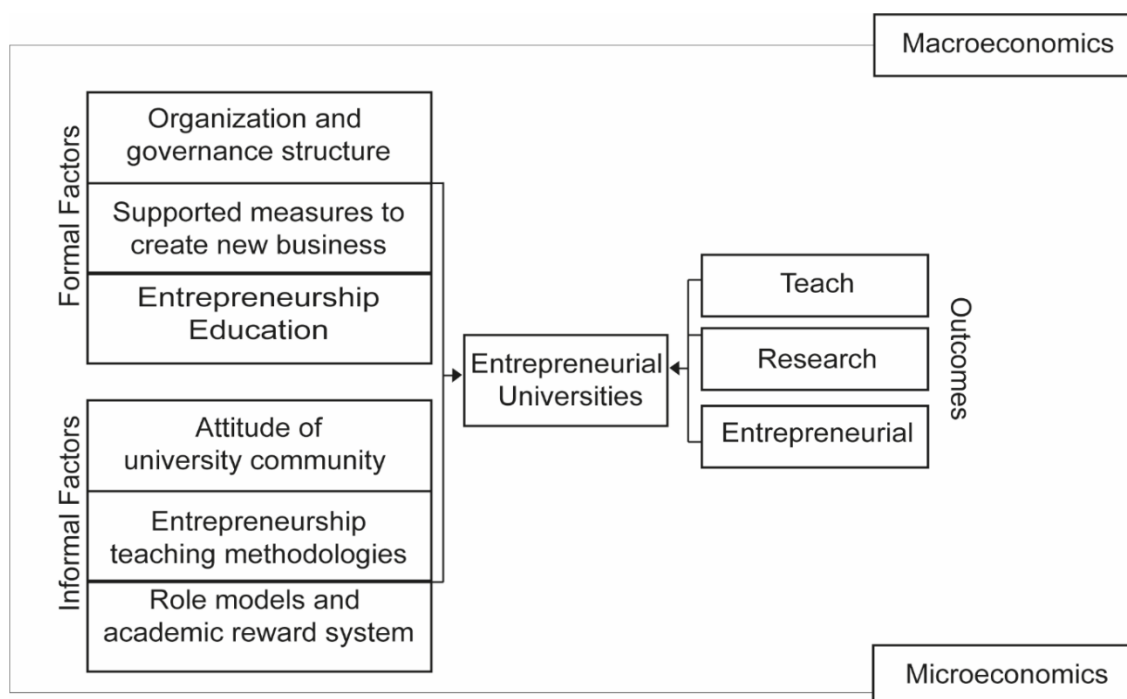 Macroeconomics
Formal Factors
Organization and
governance structure
Supported measures to
create new business
Entrepreneurship
Education
Informal Factors
Attitude of
university community
Entrepreneurship
teaching methodologies
Role models and
academic reward system
Entrepreneurial
Universities
Teach
Research
Entrepreneurial
Outcomes
Microeconomics